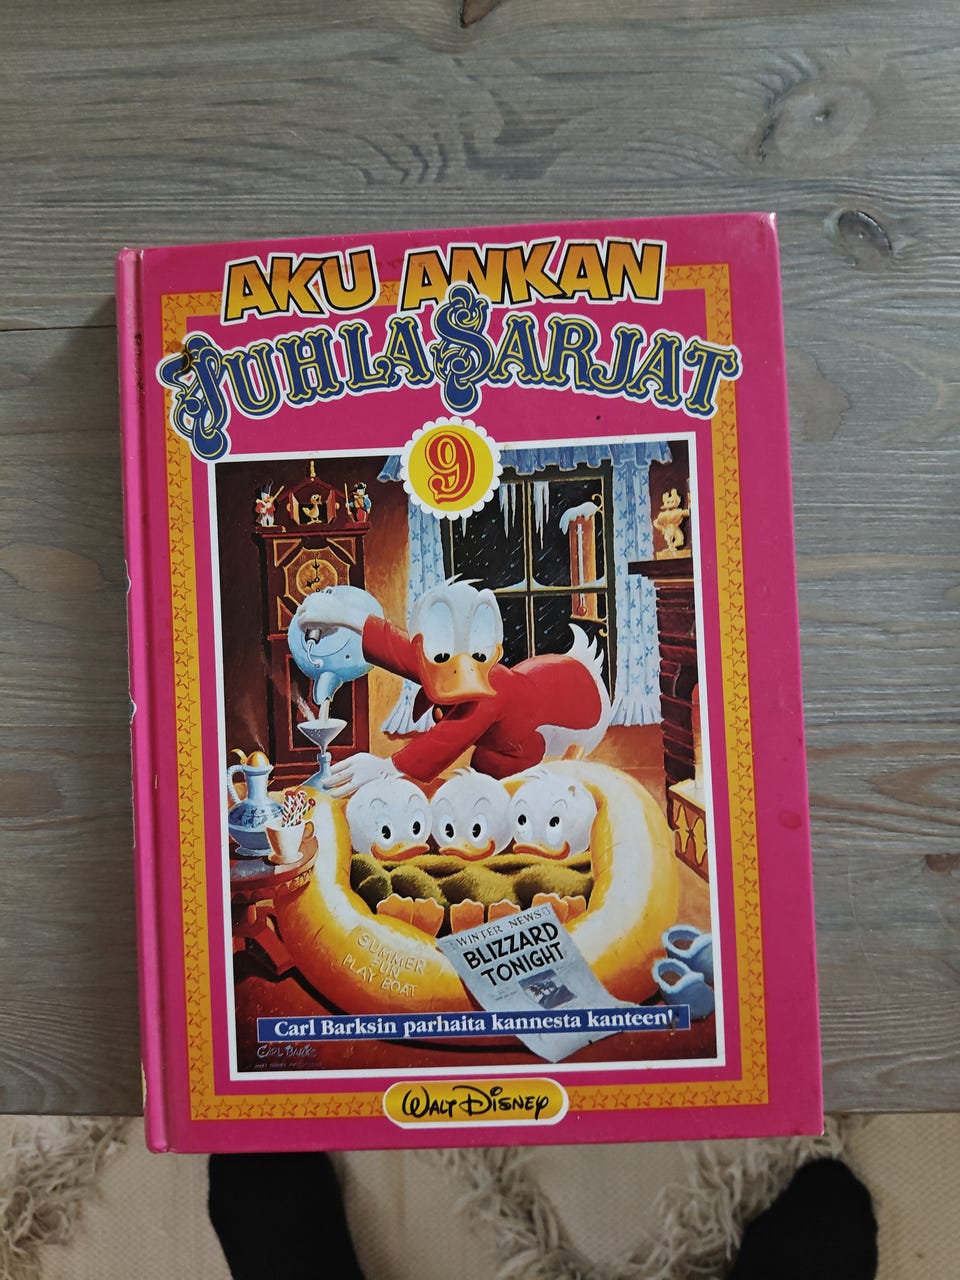 AKU ANKAN
JUHLASARJAT
9
SUMMER
FUN
PLAY BOAT
WINTER NEWS
BLIZZARD
TONIGHT
Carl Barksin parhaita kannesta kanteen!
CARL BARKS
WALT DISNEY